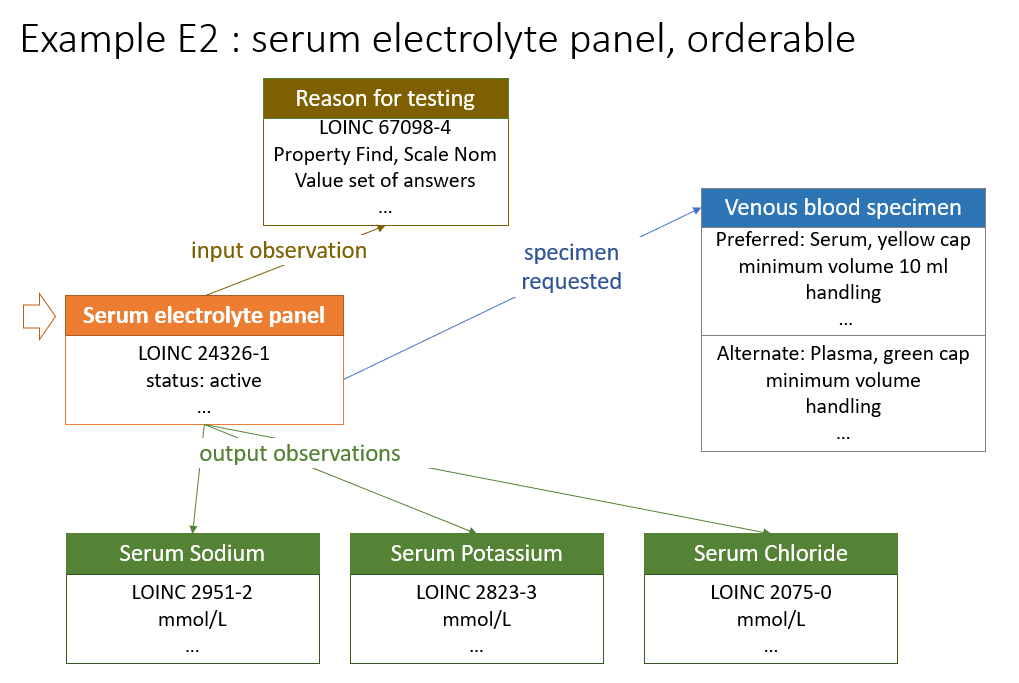 Example E2 : serum electrolyte panel, orderable
Reason for testing
LOINC 67098-4
Property Find, Scale Nom
Value set of answers
...
input observation
specimen
requested
Venous blood specimen
Preferred: Serum, yellow cap
minimum volume 10 ml
handling
...
Alternate: Plasma, green cap
minimum volume
handling
...
Serum electrolyte panel
LOINC 24326-1
status: active
...
output observations
Serum Sodium
LOINC 2951-2
mmol/L
...
Serum Potassium
LOINC 2823-3
mmol/L
...
Serum Chloride
LOINC 2075-0
mmol/L
...